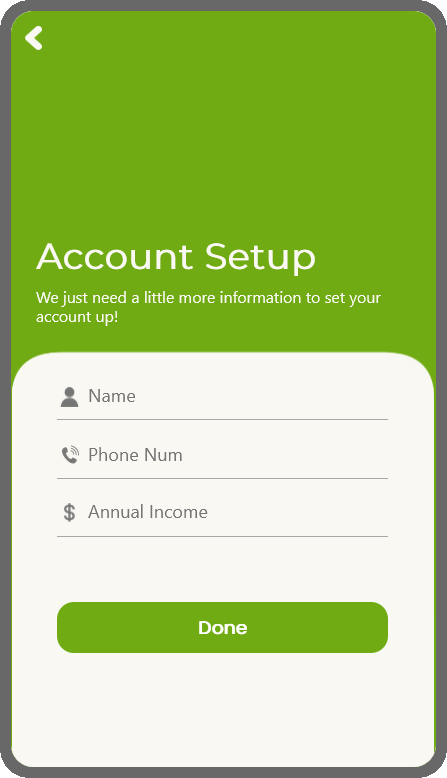 Account Setup
We just need a little more information to set your
account up!
Name
Phone Num
Annual Income
Done